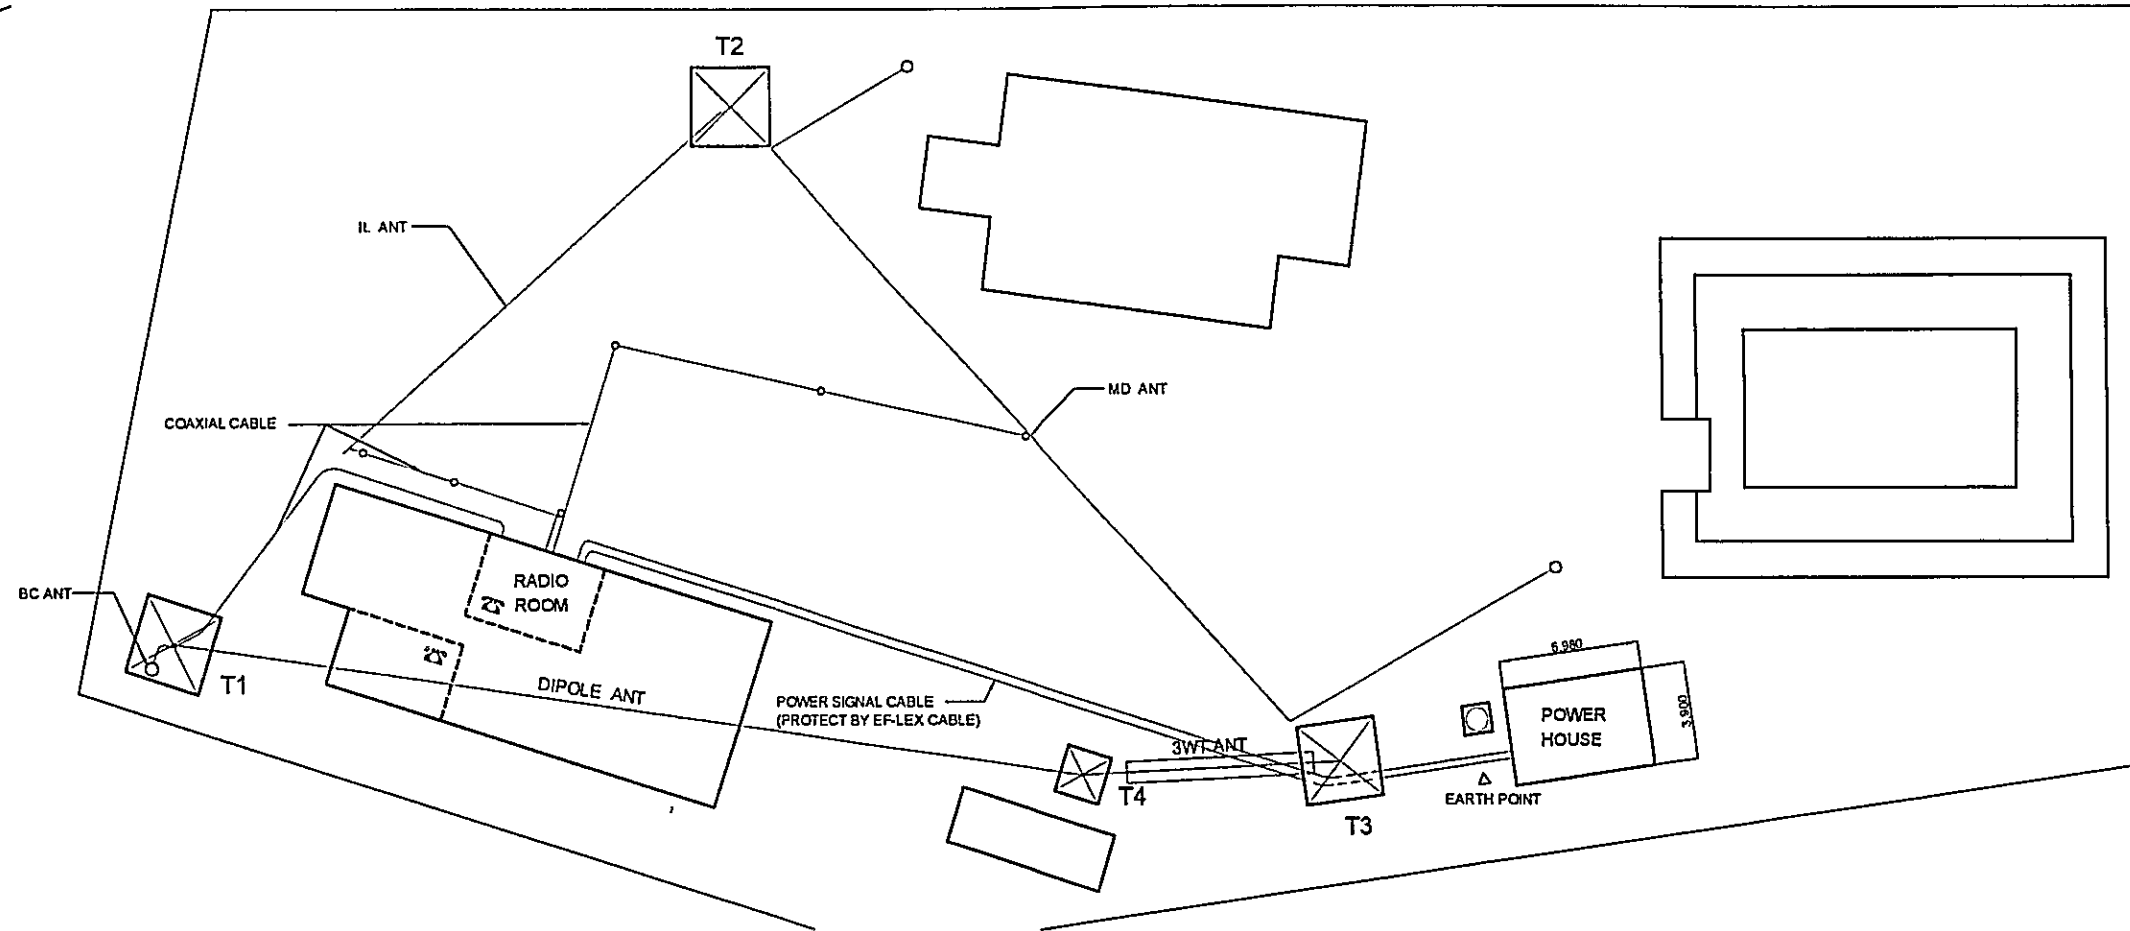 T2
IL ANT
MD ANT
COAXIAL CABLE
RADIO
ROOM
BC ANT
T1
DIPOLE ANT
POWER SIGNAL CABLE
(PROTECT BY EF-LEX CABLE)
3WT ANT
T4
T3
6,980
3,900
POWER
HOUSE
EARTH POINT